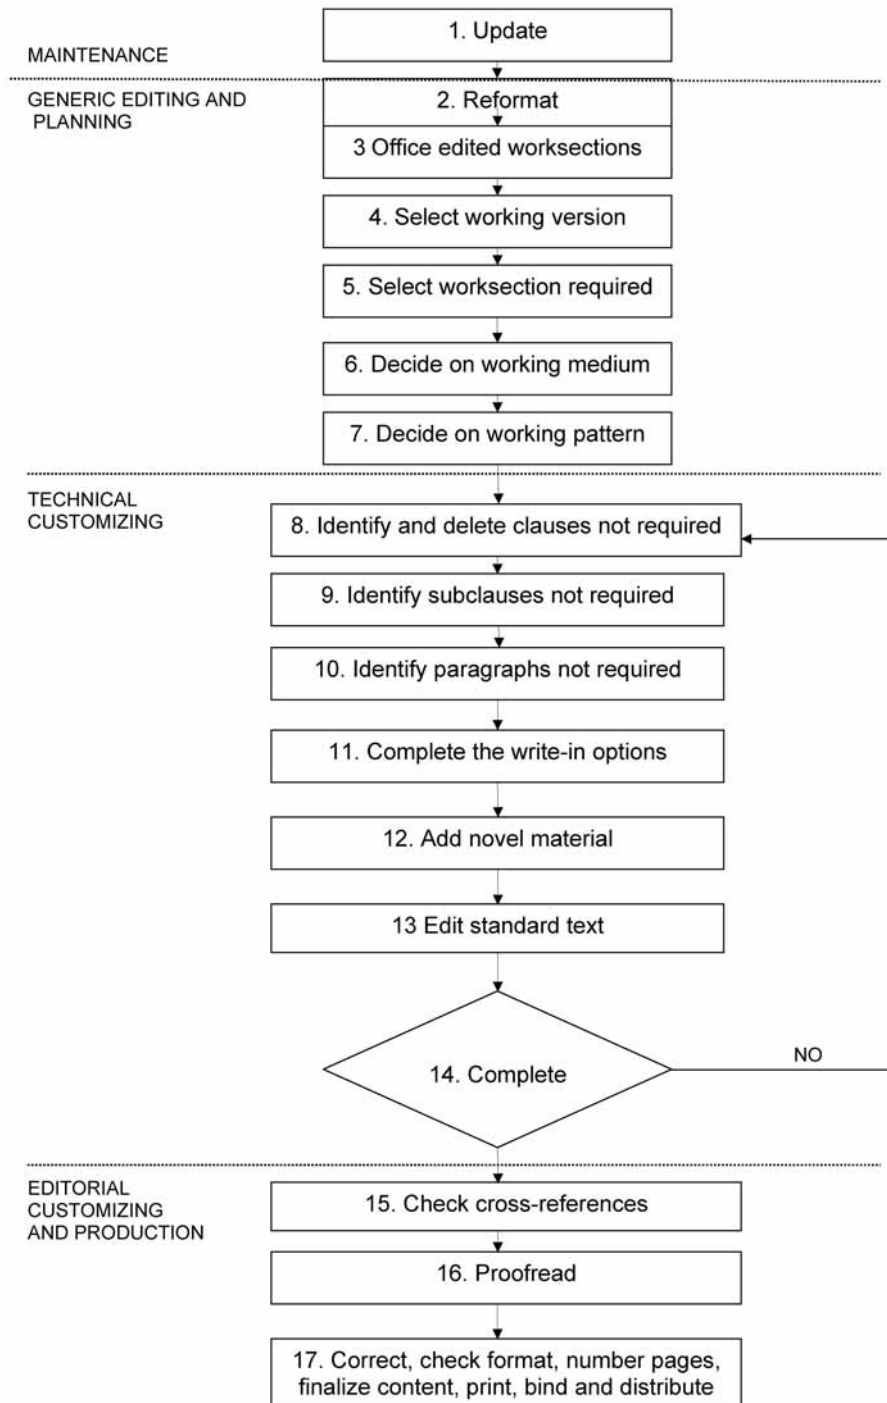 1. Update
MAINTENANCE
GENERIC EDITING AND
PLANNING
2. Reformat
3 Office edited worksections
4. Select working version
5. Select worksection required
6. Decide on working medium
7. Decide on working pattern
TECHNICAL
CUSTOMIZING
8. Identify and delete clauses not required
9. Identify subclauses not required
10. Identify paragraphs not required
11. Complete the write-in options
12. Add novel material
13 Edit standard text
14. Complete
NO
EDITORIAL
CUSTOMIZING
AND PRODUCTION
15. Check cross-references
16. Proofread
17. Correct, check format, number pages,
finalize content, print, bind and distribute